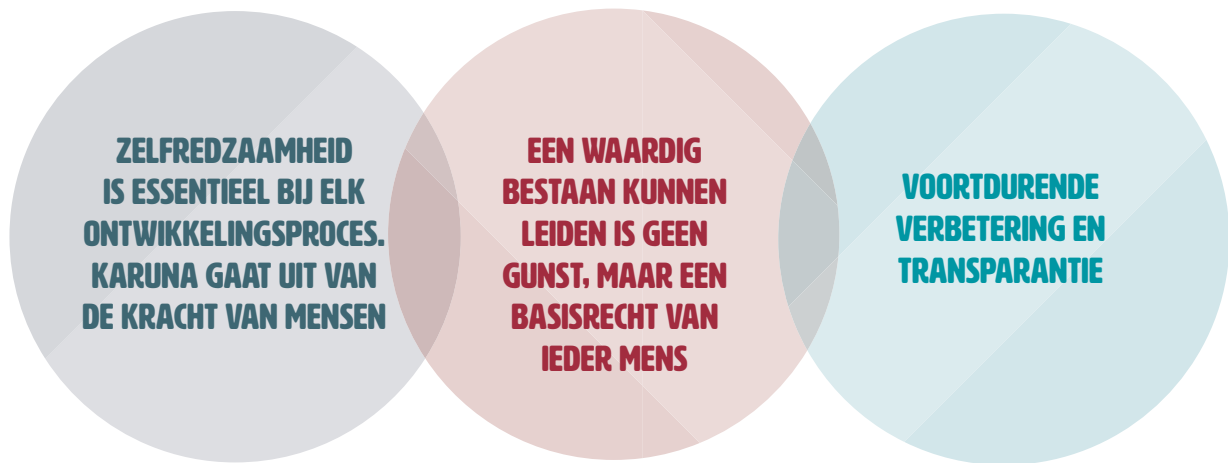 ZELFREDZAAMHEID
IS ESSENTIEEL BIJ ELK
ONTWIKKELINGSPROCES.
KARUNA GAAT UIT VAN
DE KRACHT VAN MENSEN
EEN WAARDIG
BESTAAN KUNNEN
LEIDEN IS GEEN
GUNST, MAAR EEN
BASISRECHT VAN
IEDER MENS
VOORTDURENDE
VERBETERING EN
TRANSPARANTIE